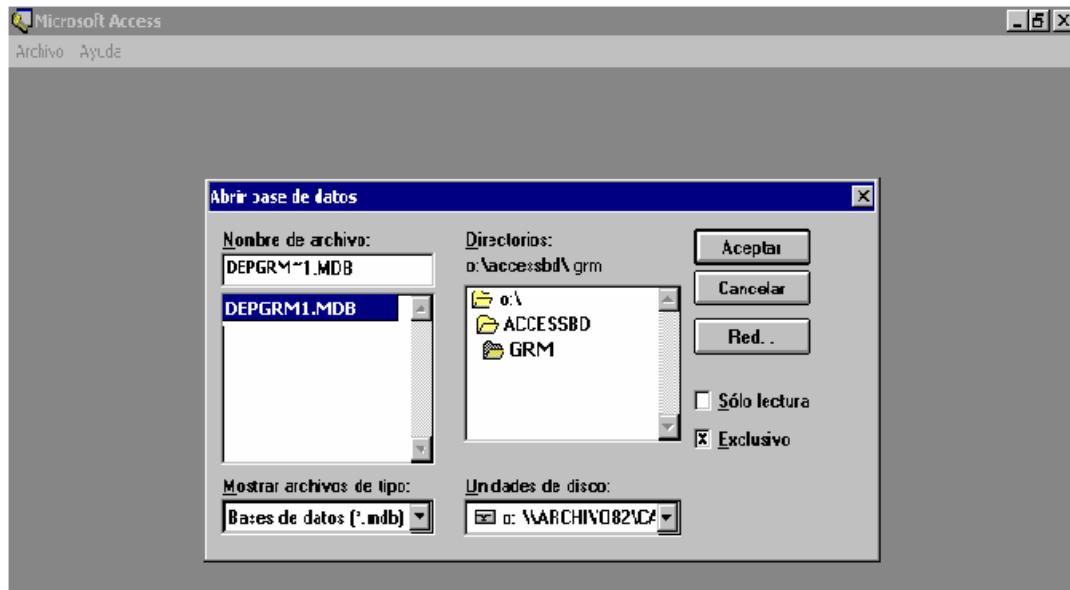 Microsoft Access
Archivo Ayuda
Abrir base de datos
Nombre de archivo:
DEPGRM~1.MDB
DEPGRM1.MDB
Mostrar archivos de tipo:
Bases de datos (*.mdb)
Directorios:
o:\accessbd\grm
o:\
ACCESSBD
GRM
Unidades de disco:
o: \\ARCHIVO82\CA
Aceptar
Cancelar
Red..
Sólo lectura
Exclusivo